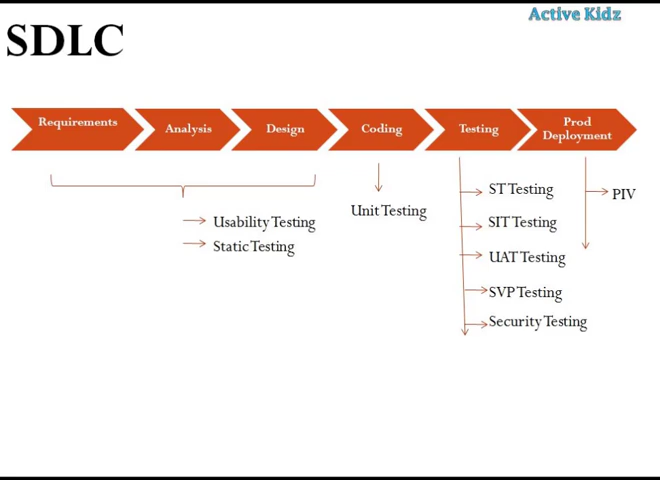 Active Kidz
SDLC
Requirements
Analysis
Design
Coding
Testing
Prod
Deployment
Usability Testing
Static Testing
Unit Testing
ST Testing
SIT Testing
UAT Testing
SVP Testing
Security Testing
PIV